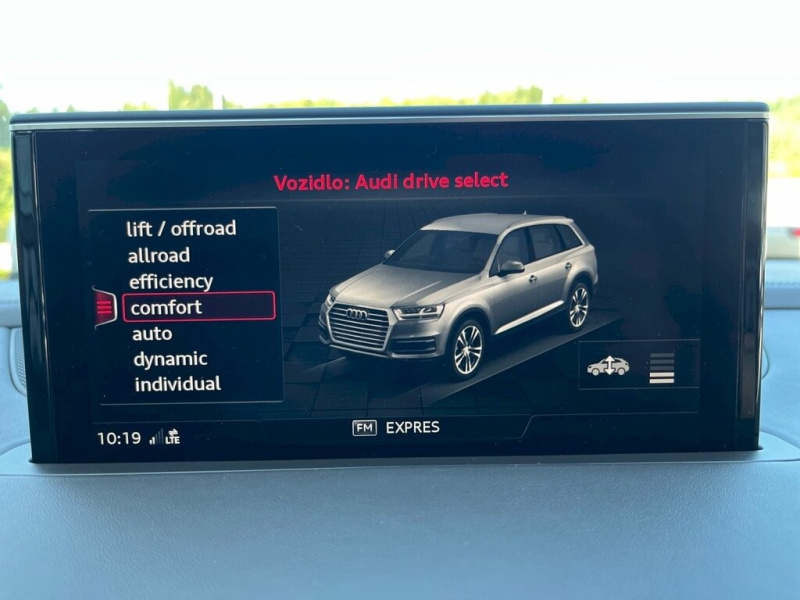 Vozidlo: Audi drive select
lift / offroad
allroad
efficiency
comfort
auto
dynamic
individual
10:19 LTE
FM EXPRES